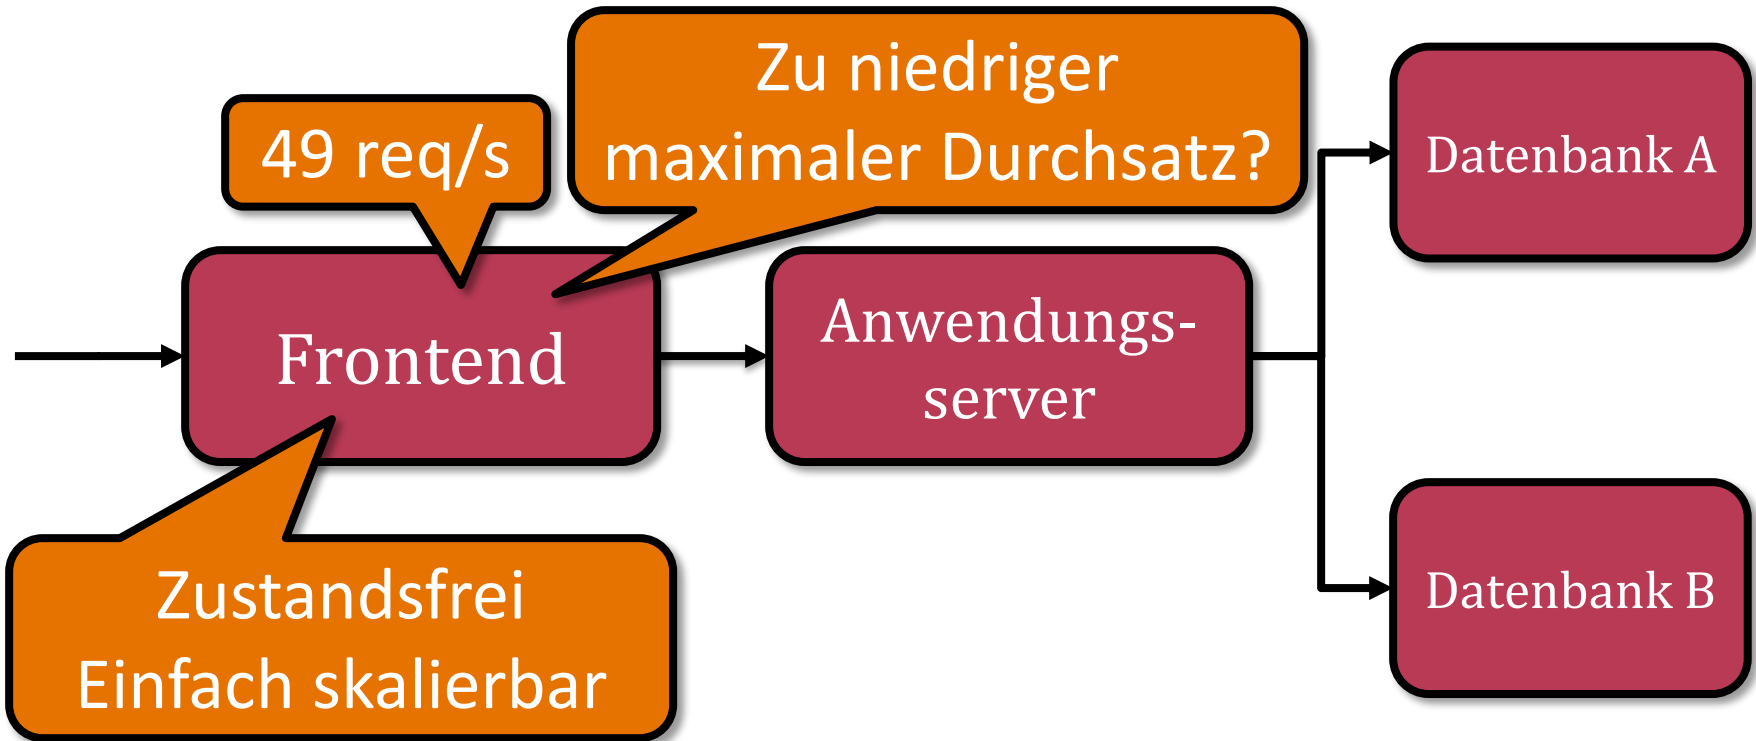 Zu niedriger
maximaler Durchsatz?
49 req/s
Datenbank A
Frontend
Anwendungs-
server
Zustandsfrei
Einfach skalierbar
Datenbank B